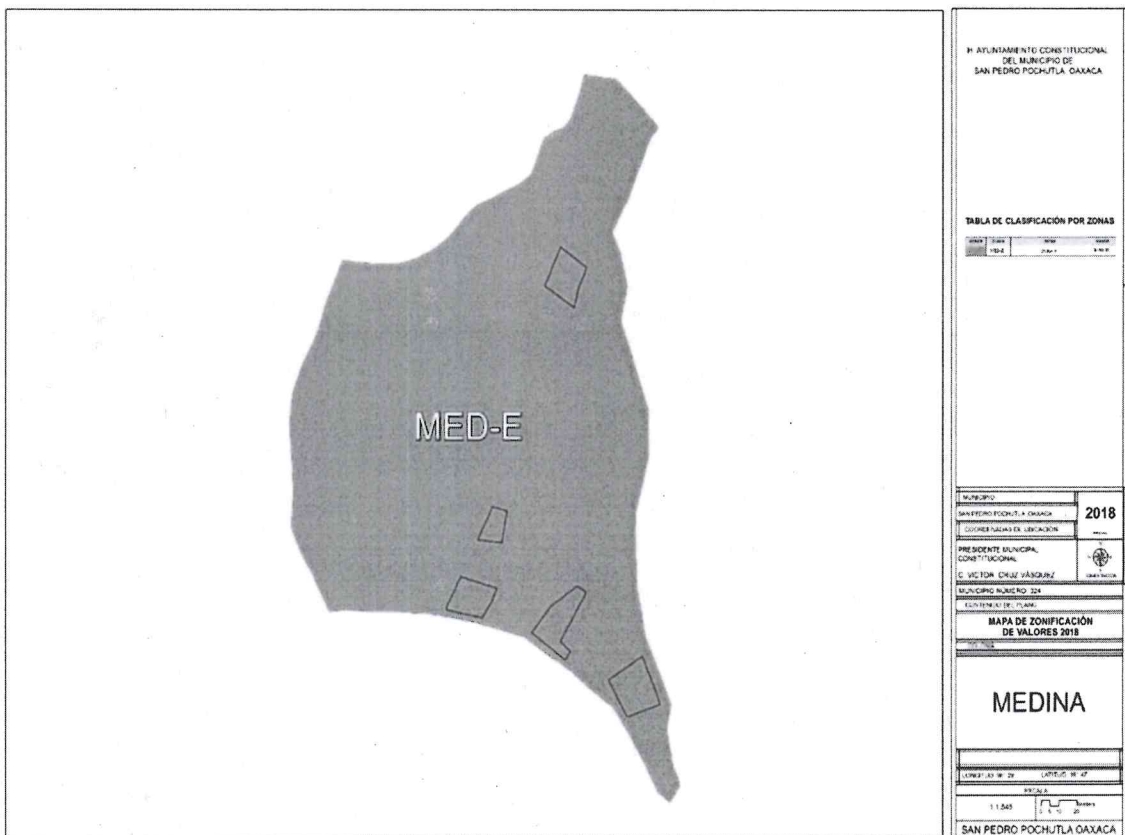 MED-E
H. AYUNTAMIENTO CONSTITUCIONAL
DEL MUNICIPIO DE
SAN PEDRO POCHUTLA, OAXACA
TABLA DE CLASIFICACIÓN POR ZONAS
MUNICIPIO
SAN PEDRO POCHUTLA, OAXACA
2018
COORDENADAS DE UBICACIÓN
PRESIDENTE MUNICIPAL
CONSTITUCIONAL
C. VICTOR CRUZ VÁSQUEZ
MUNICIPIO NÚMERO 324
CONTENIDO DEL PLANO
MAPA DE ZONIFICACIÓN
DE VALORES 2018
MEDINA
ESCALA
SAN PEDRO POCHUTLA OAXACA